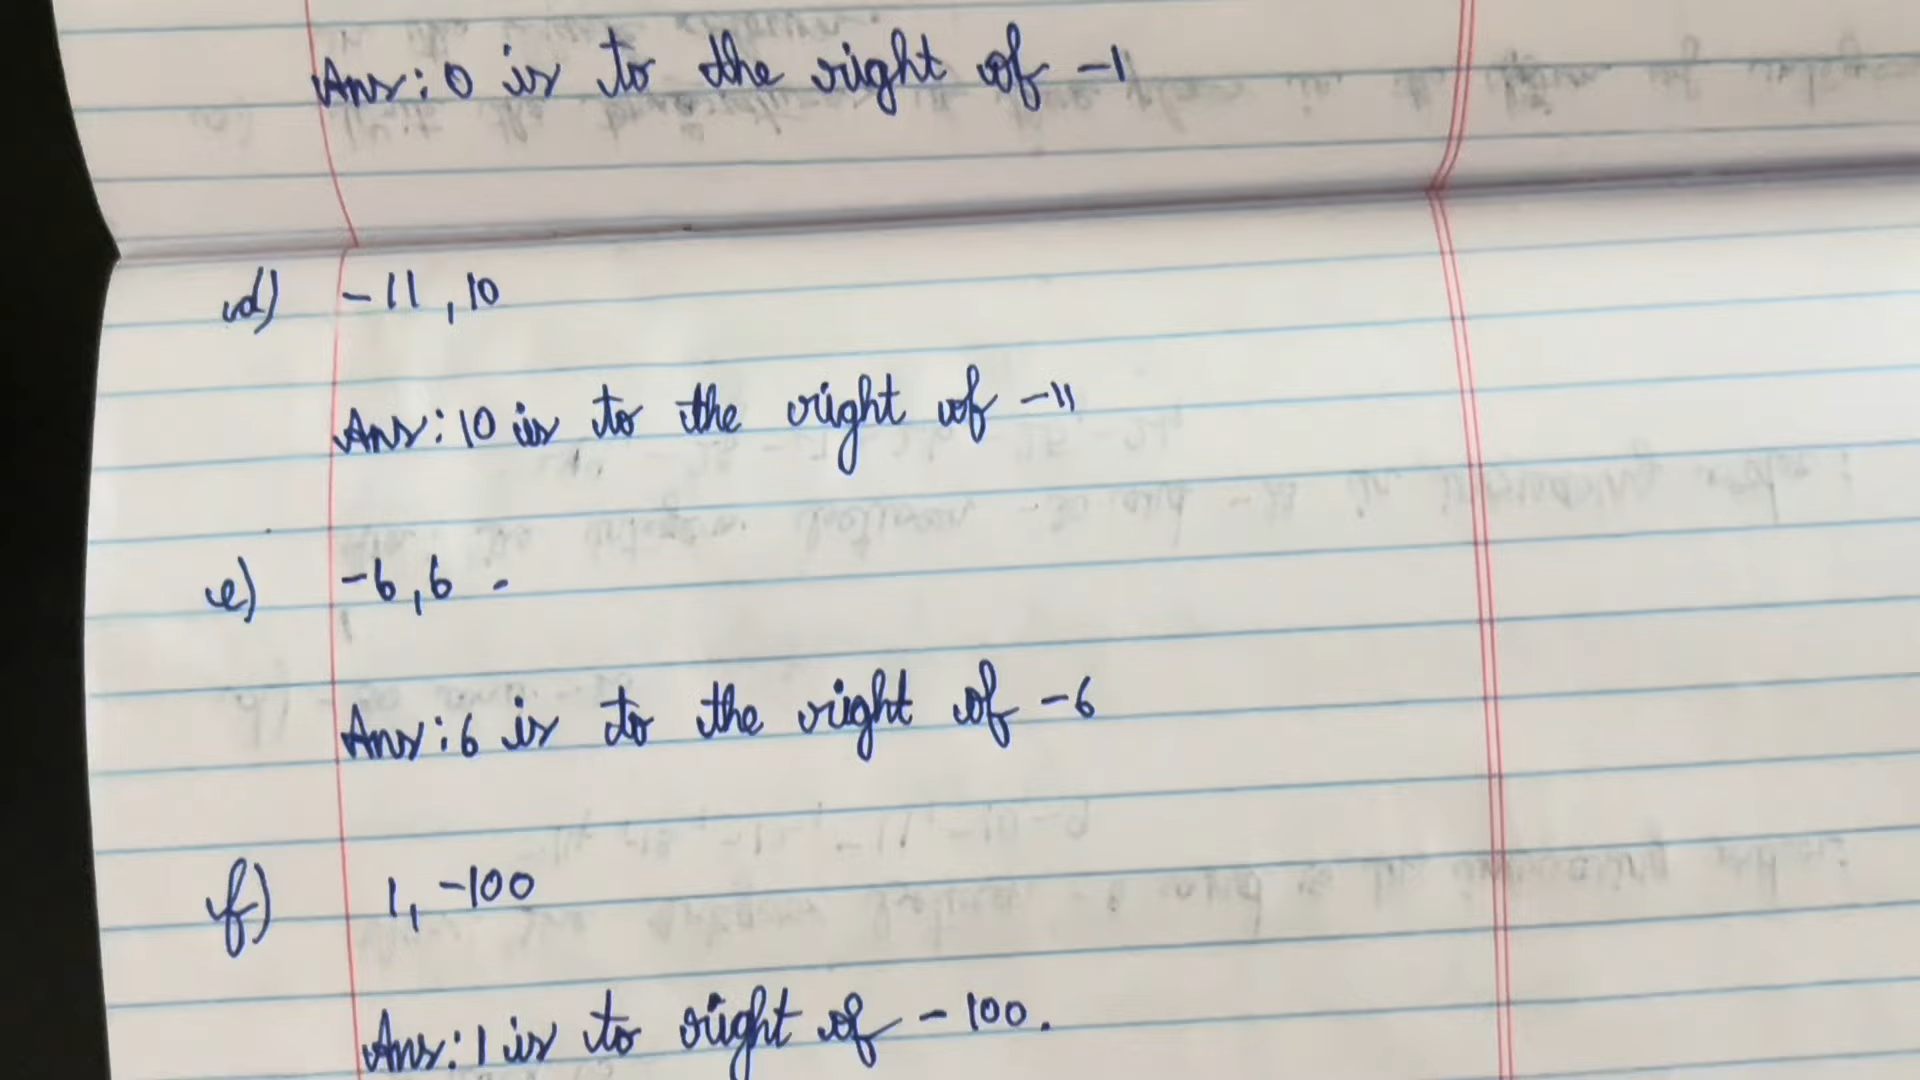 Ans: 0 is to the right of -1
d) -11, 10
Ans: 10 is to the right of -11
e) -6, 6 -
Ans: 6 is to the right of -6
f) 1, -100
Ans: 1 is to right of -100.